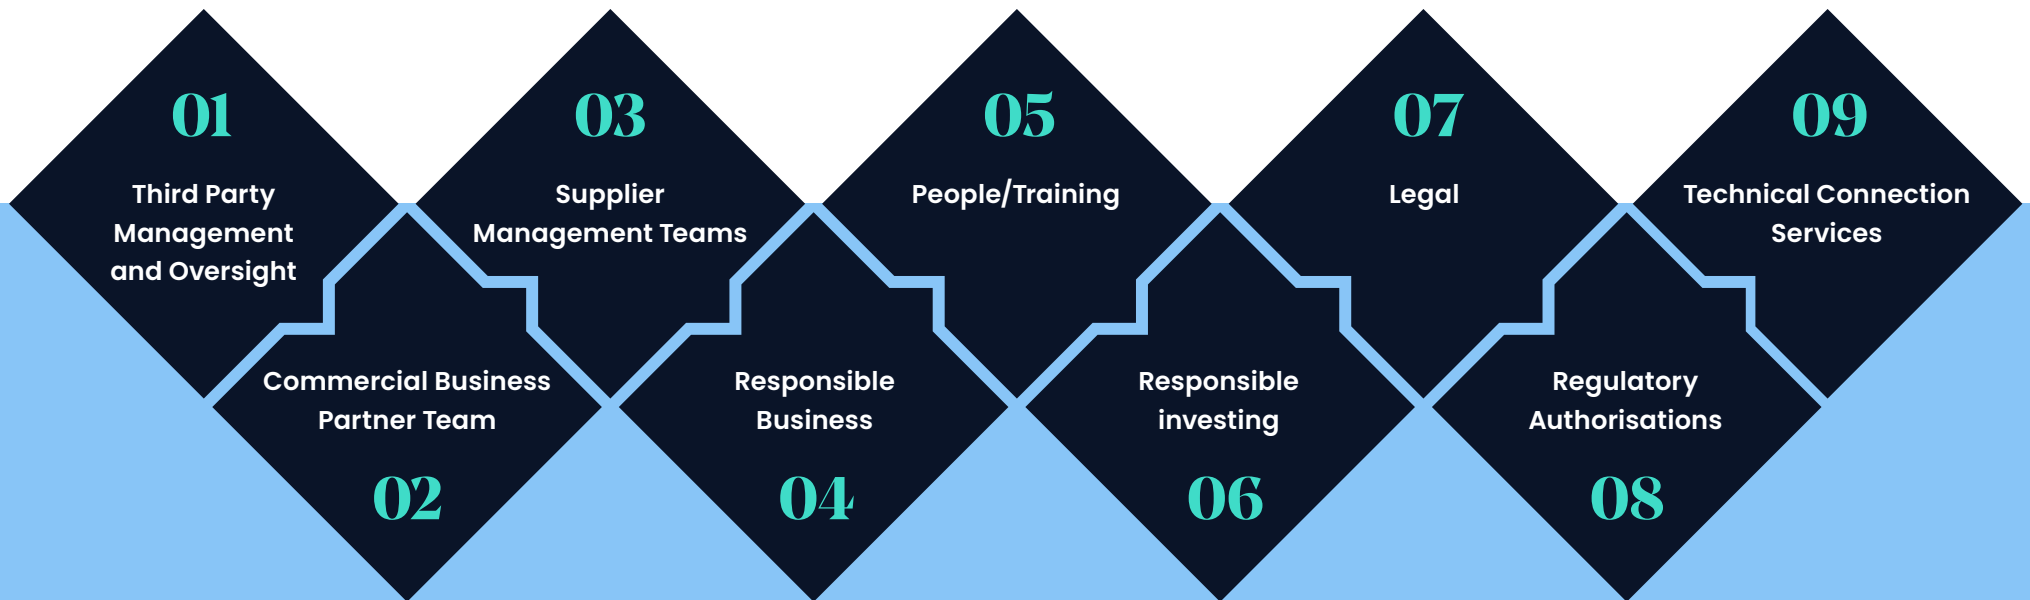 01
Third Party
Management
and Oversight
Commercial Business
Partner Team
02
03
Supplier
Management Teams
Responsible
Business
04
05
People/Training
Responsible
investing
06
07
Legal
Regulatory
Authorisations
08
09
Technical Connection
Services